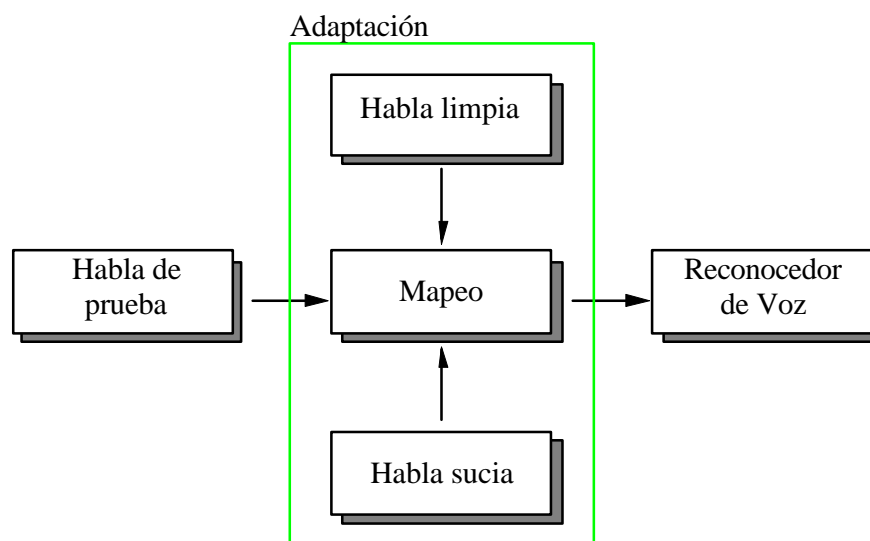 Adaptación
Habla limpia
Habla de
prueba
Mapeo
Reconocedor
de Voz
Habla sucia